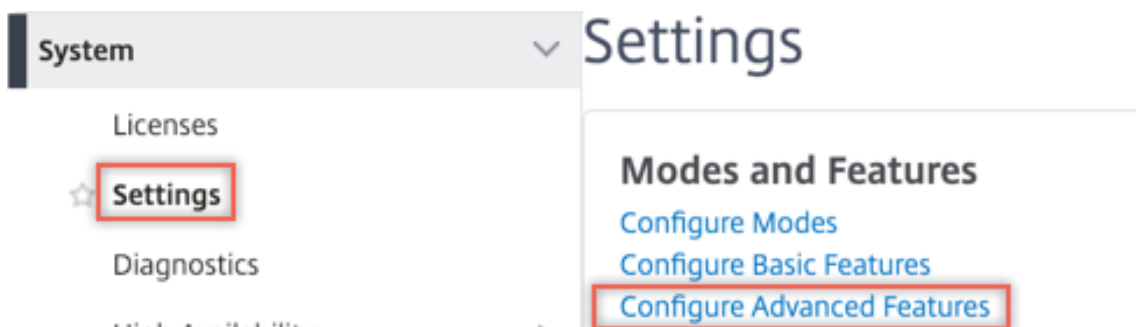 System
Licenses
Settings
Diagnostics
Settings
Modes and Features
Configure Modes
Configure Basic Features
Configure Advanced Features